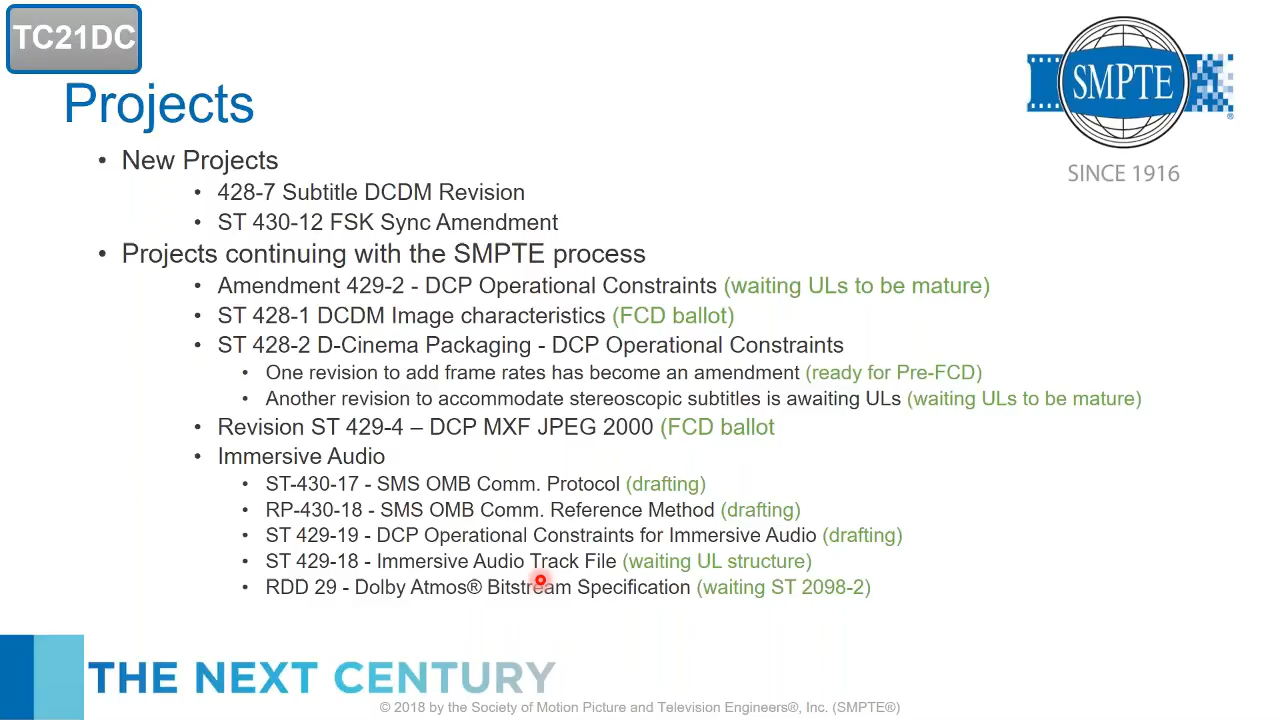 TC21DC
SMPTE
®
SINCE 1916
Projects
• New Projects
• 428-7 Subtitle DCDM Revision
• ST 430-12 FSK Sync Amendment
• Projects continuing with the SMPTE process
• Amendment 429-2 - DCP Operational Constraints (waiting ULs to be mature)
• ST 428-1 DCDM Image characteristics (FCD ballot)
• ST 428-2 D-Cinema Packaging - DCP Operational Constraints
• One revision to add frame rates has become an amendment (ready for Pre-FCD)
• Another revision to accommodate stereoscopic subtitles is awaiting ULs (waiting ULs to be mature)
• Revision ST 429-4 – DCP MXF JPEG 2000 (FCD ballot
• Immersive Audio
• ST-430-17 - SMS OMB Comm. Protocol (drafting)
• RP-430-18 - SMS OMB Comm. Reference Method (drafting)
• ST 429-19 - DCP Operational Constraints for Immersive Audio (drafting)
• ST 429-18 - Immersive Audio Track File (waiting UL structure)
• RDD 29 - Dolby Atmos® Bitstream Specification (waiting ST 2098-2)
THE NEXT CENTURY
© 2018 by the Society of Motion Picture and Television Engineers®, Inc. (SMPTE®)